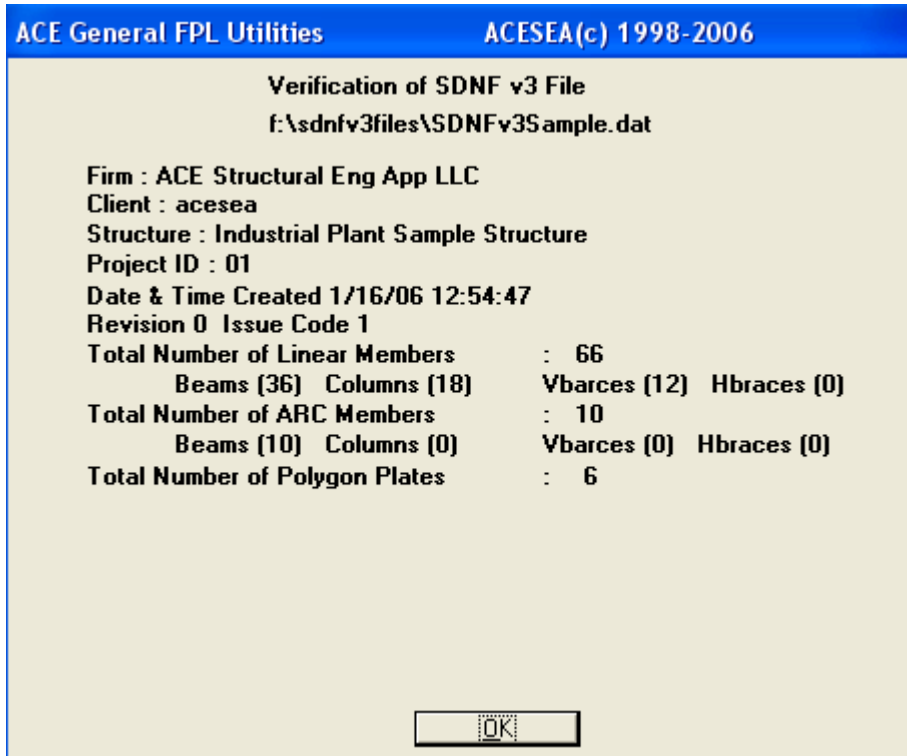 ACE General FPL Utilities ACESEA(c) 1998-2006
Verification of SDNF v3 File
f:\sdnfv3files\SDNFv3Sample.dat
Firm : ACE Structural Eng App LLC
Client : acesea
Structure : Industrial Plant Sample Structure
Project ID : 01
Date & Time Created 1/16/06 12:54:47
Revision 0 Issue Code 1
Total Number of Linear Members : 66
Beams (36) Columns (18) Vbarces (12) Hbraces (0)
Total Number of ARC Members : 10
Beams (10) Columns (0) Vbarces (0) Hbraces (0)
Total Number of Polygon Plates : 6
OK